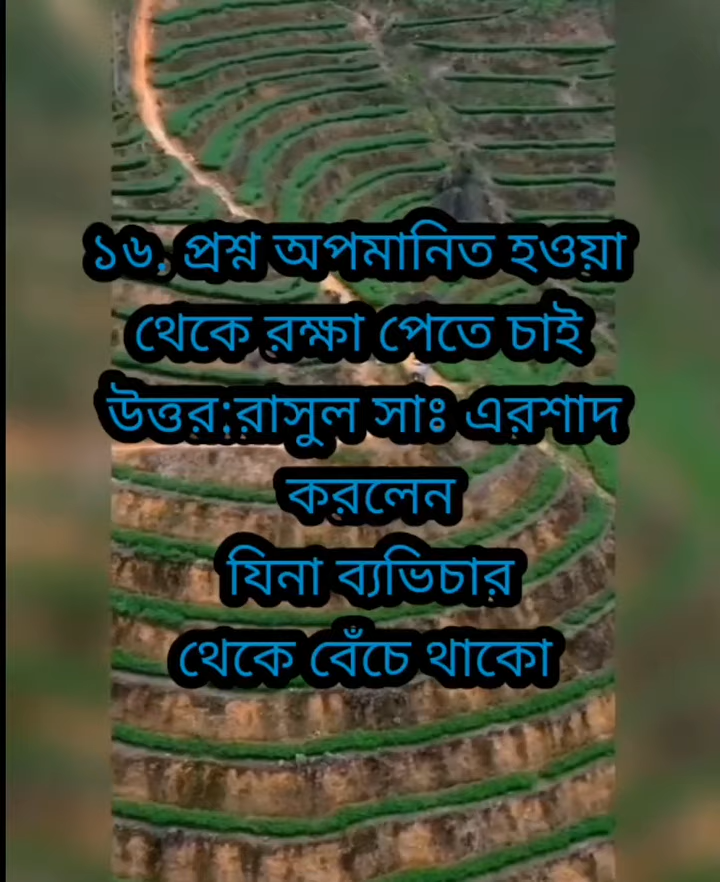 ১৬, প্রশ্ন অপমানিত হওয়া
থেকে রক্ষা পেতে চাই
উত্তর:রাসুল সাঃ এরশাদ
করলেন
যিনা ব্যভিচার
থেকে বেঁচে থাকো